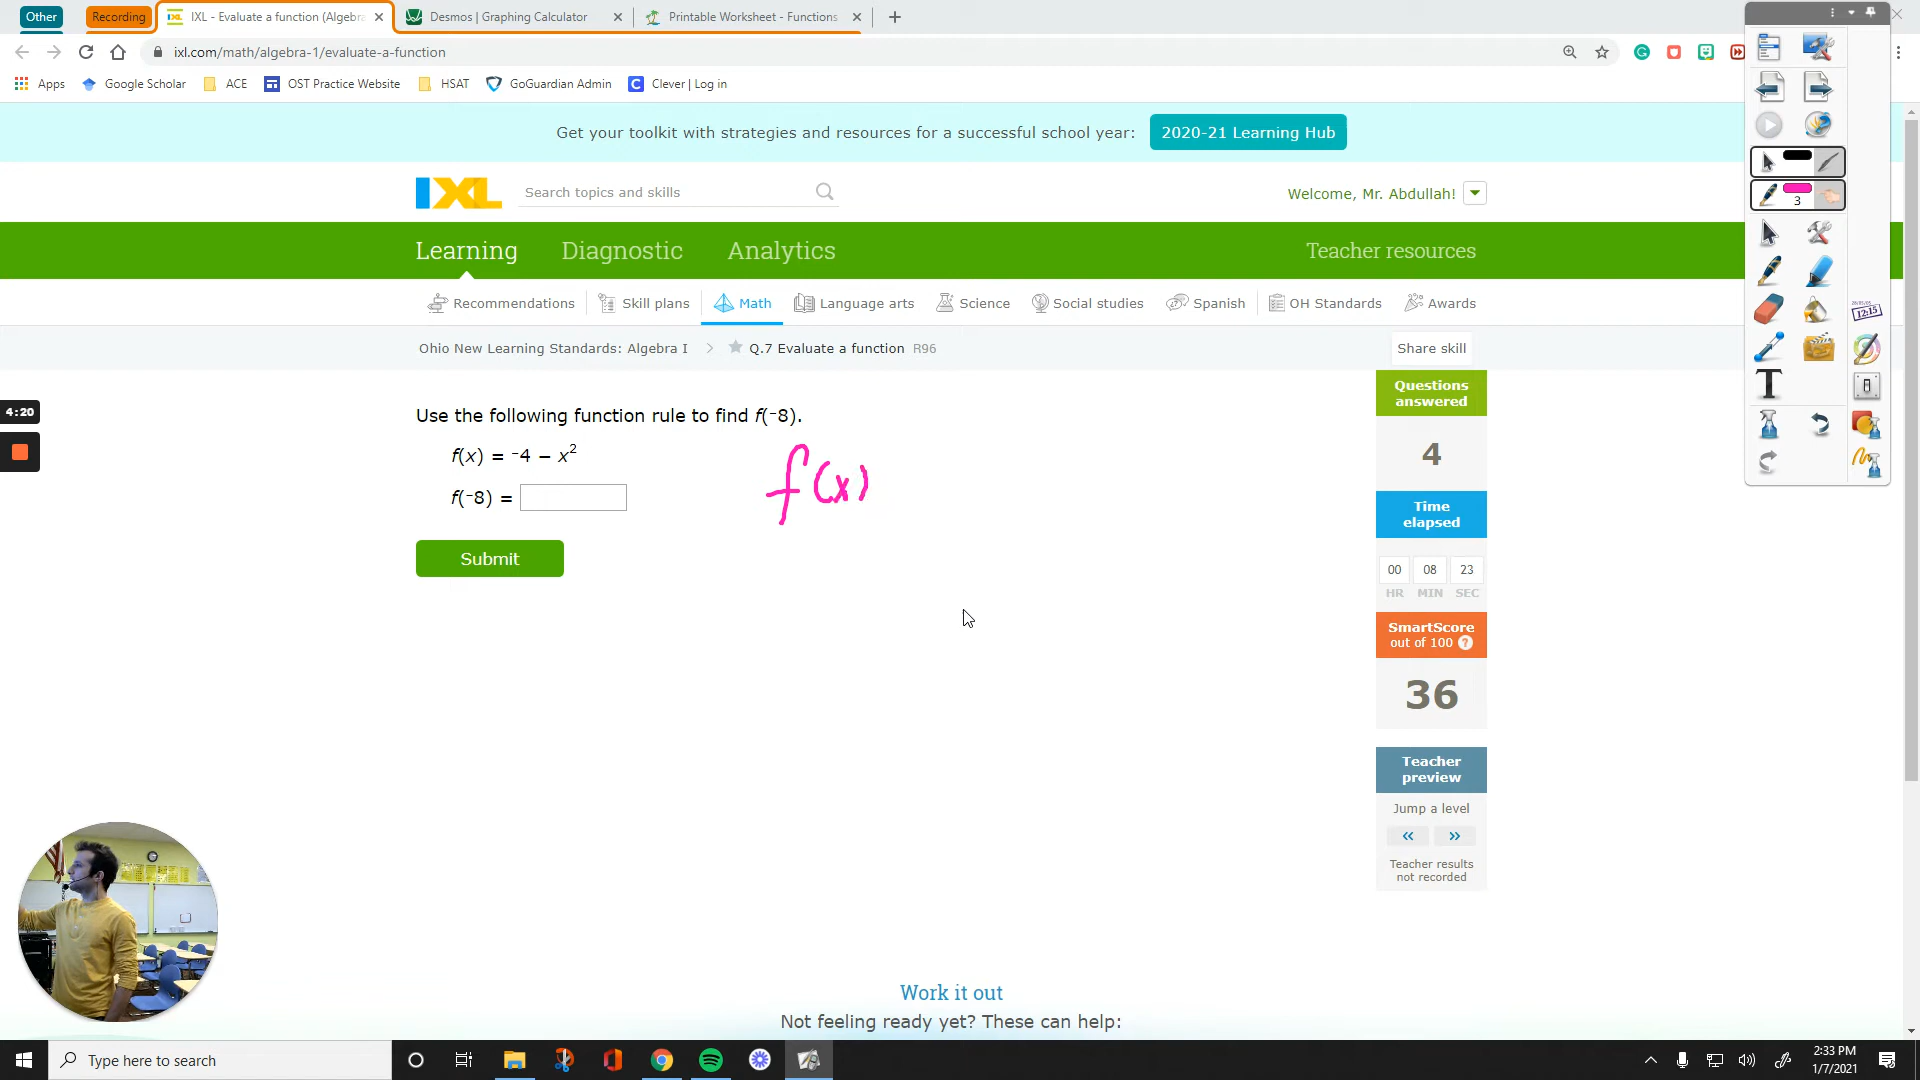 Other
Recording
IXL - Evaluate a function (Algebra
Desmos | Graphing Calculator
Printable Worksheet - Functions
ixl.com/math/algebra-1/evaluate-a-function
Apps
Google Scholar
ACE
OST Practice Website
HSAT
GoGuardian Admin
Clever | Log in
Get your toolkit with strategies and resources for a successful school year:
2020-21 Learning Hub
IXL
Search topics and skills
Welcome, Mr. Abdullah!
Learning
Diagnostic
Analytics
Teacher resources
Recommendations
Skill plans
Math
Language arts
Science
Social studies
Spanish
OH Standards
Awards
Ohio New Learning Standards: Algebra I
Q.7 Evaluate a function R96
Share skill
4:20
Use the following function rule to find f(⁻8).
f(x) = ⁻4 − x²
f(⁻8) =
Submit
f(x)
Questions
answered
4
Time
elapsed
00 08 23
HR MIN SEC
SmartScore
out of 100 ?
36
Teacher
preview
Jump a level
« »
Teacher results
not recorded
Work it out
Not feeling ready yet? These can help:
3
T
12:15
Type here to search
2:33 PM
1/7/2021